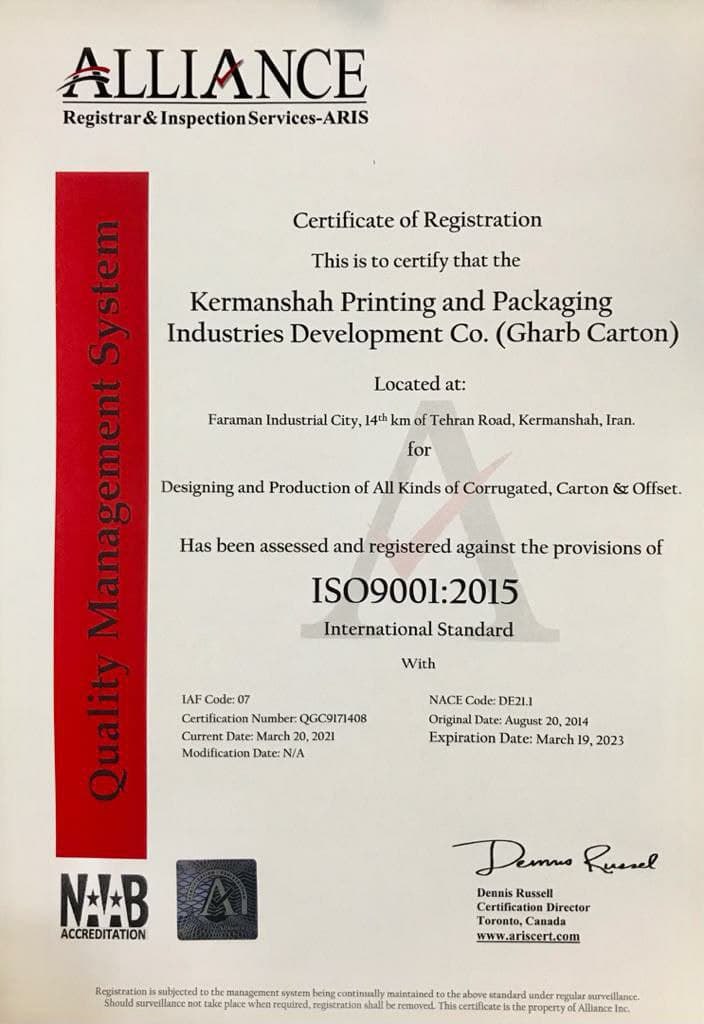 ALLIANCE
Registrar & Inspection Services-ARIS
Quality Management System
Certificate of Registration
This is to certify that the
Kermanshah Printing and Packaging
Industries Development Co. (Gharb Carton)
Located at:
Faraman Industrial City, 14th km of Tehran Road, Kermanshah, Iran.
for
Designing and Production of All Kinds of Corrugated, Carton & Offset.
Has been assessed and registered against the provisions of
ISO9001:2015
International Standard
With
IAF Code: 07
Certification Number: QGC9171408
Current Date: March 20, 2021
Modification Date: N/A
NACE Code: DE21.1
Original Date: August 20, 2014
Expiration Date: March 19, 2023
Dennis Russell
Certification Director
Toronto, Canada
www.ariscert.com
NAB
ACCREDITATION
Registration is subjected to the management system being continually maintained to the above standard under regular surveillance.
Should surveillance not take place when required, registration shall be removed. This certificate is the property of Alliance Inc.